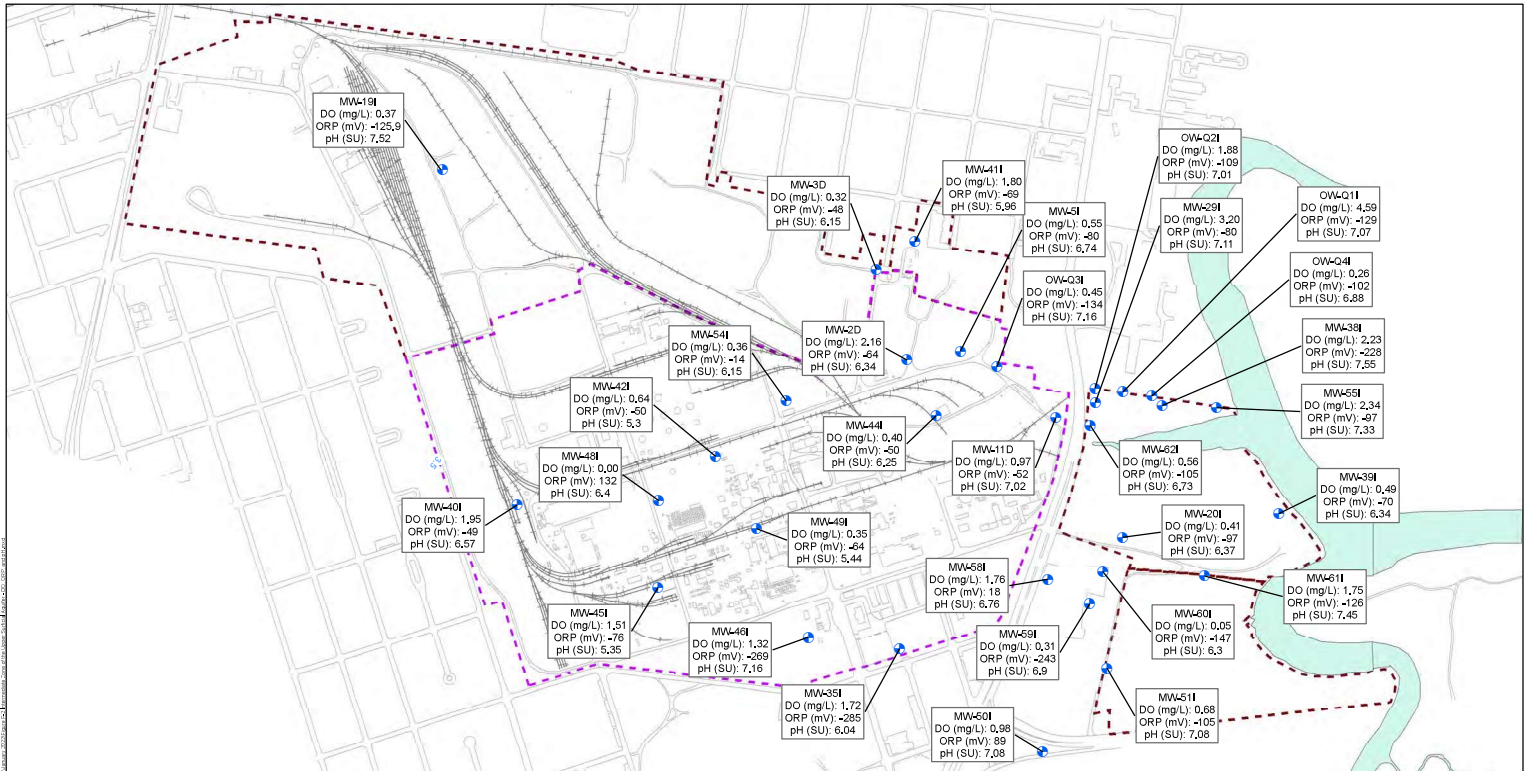 MW-19I
DO (mg/L): 0.37
ORP (mV): -125.9
pH (SU): 7.52
MW-3D
DO (mg/L): 0.32
ORP (mV): -48
pH (SU): 6.15
MW-41I
DO (mg/L): 1.80
ORP (mV): -69
pH (SU): 5.96
MW-5I
DO (mg/L): 0.55
ORP (mV): -80
pH (SU): 6.74
OW-Q2I
DO (mg/L): 1.88
ORP (mV): -109
pH (SU): 7.01
MW-29I
DO (mg/L): 3.20
ORP (mV): -80
pH (SU): 7.11
OW-Q1I
DO (mg/L): 4.59
ORP (mV): -129
pH (SU): 7.07
OW-Q4I
DO (mg/L): 0.26
ORP (mV): -102
pH (SU): 6.88
OW-Q3I
DO (mg/L): 0.45
ORP (mV): -134
pH (SU): 7.16
MW-38I
DO (mg/L): 2.23
ORP (mV): -228
pH (SU): 7.55
MW-54I
DO (mg/L): 0.36
ORP (mV): -14
pH (SU): 6.15
MW-2D
DO (mg/L): 2.16
ORP (mV): -64
pH (SU): 6.34
MW-55I
DO (mg/L): 2.34
ORP (mV): -97
pH (SU): 7.33
MW-42I
DO (mg/L): 0.64
ORP (mV): -50
pH (SU): 5.3
MW-44I
DO (mg/L): 0.40
ORP (mV): -50
pH (SU): 6.25
MW-11D
DO (mg/L): 0.97
ORP (mV): -52
pH (SU): 7.02
MW-62I
DO (mg/L): 0.56
ORP (mV): -105
pH (SU): 6.73
MW-48I
DO (mg/L): 0.00
ORP (mV): 132
pH (SU): 6.4
MW-39I
DO (mg/L): 0.49
ORP (mV): -70
pH (SU): 6.34
MW-40I
DO (mg/L): 1.95
ORP (mV): -49
pH (SU): 6.57
MW-49I
DO (mg/L): 0.35
ORP (mV): -64
pH (SU): 5.44
MW-20I
DO (mg/L): 0.41
ORP (mV): -97
pH (SU): 6.37
MW-58I
DO (mg/L): 1.76
ORP (mV): 18
pH (SU): 6.76
MW-61I
DO (mg/L): 1.75
ORP (mV): -126
pH (SU): 7.45
MW-45I
DO (mg/L): 1.51
ORP (mV): -76
pH (SU): 5.35
MW-46I
DO (mg/L): 1.32
ORP (mV): -269
pH (SU): 7.16
MW-59I
DO (mg/L): 0.31
ORP (mV): -243
pH (SU): 6.9
MW-60I
DO (mg/L): 0.05
ORP (mV): -147
pH (SU): 6.3
MW-35I
DO (mg/L): 1.72
ORP (mV): -285
pH (SU): 6.04
MW-50I
DO (mg/L): 0.98
ORP (mV): 89
pH (SU): 7.08
MW-51I
DO (mg/L): 0.68
ORP (mV): -105
pH (SU): 7.08